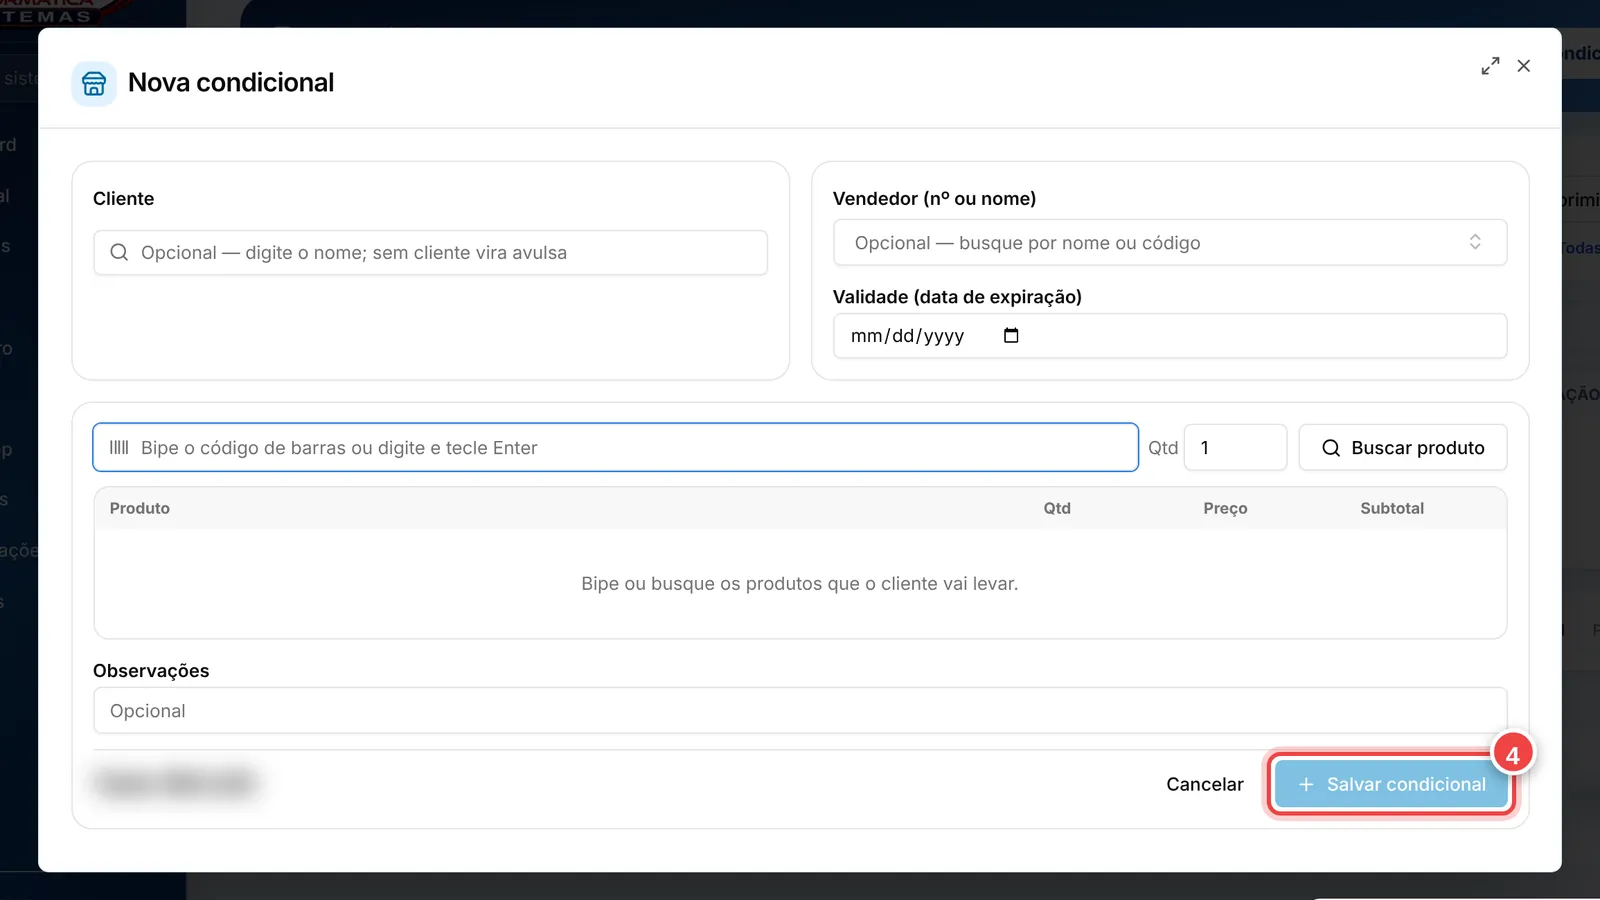 TEMAS
Nova condicional
Cliente
Opcional — digite o nome; sem cliente vira avulsa
Vendedor (nº ou nome)
Opcional — busque por nome ou código
Validade (data de expiração)
mm/dd/yyyy
Bipe o código de barras ou digite e tecle Enter
Qtd
1
Buscar produto
Produto
Qtd
Preço
Subtotal
Bipe ou busque os produtos que o cliente vai levar.
Observações
Opcional
Cancelar
+ Salvar condicional
4